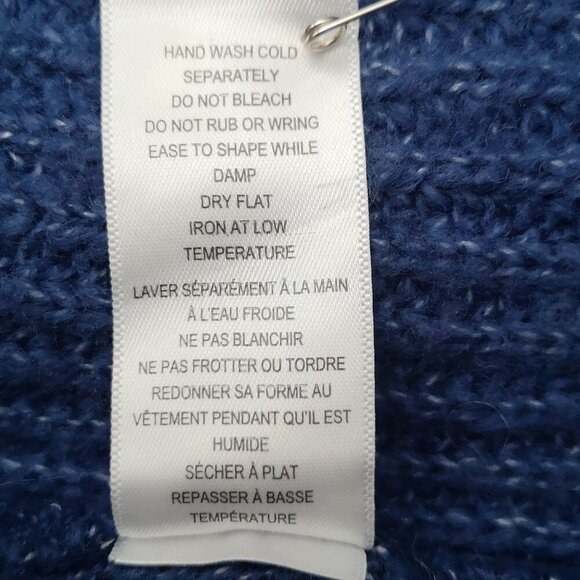 HAND WASH COLD
SEPARATELY
DO NOT BLEACH
DO NOT RUB OR WRING
EASE TO SHAPE WHILE
DAMP
DRY FLAT
IRON AT LOW
TEMPERATURE
LAVER SÉPARÉMENT À LA MAIN
À L'EAU FROIDE
NE PAS BLANCHIR
NE PAS FROTTER OU TORDRE
REDONNER SA FORME AU
VÊTEMENT PENDANT QU'IL EST
HUMIDE
SÉCHER À PLAT
REPASSER À BASSE
TEMPÉRATURE